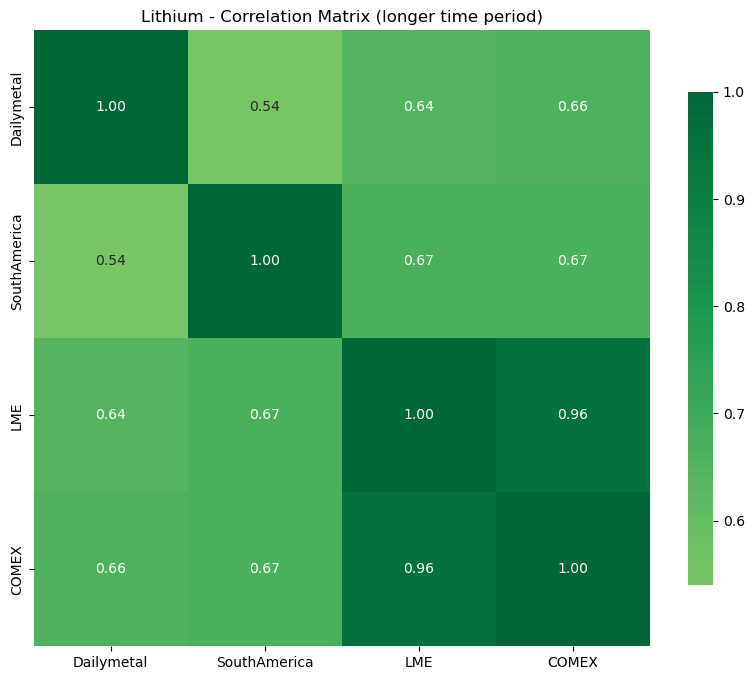 Lithium - Correlation Matrix (longer time period)
Dailymetal
1.00
0.54
0.64
0.66
SouthAmerica
0.54
1.00
0.67
0.67
LME
0.64
0.67
1.00
0.96
COMEX
0.66
0.67
0.96
1.00
Dailymetal
SouthAmerica
LME
COMEX
1.0
0.9
0.8
0.7
0.6